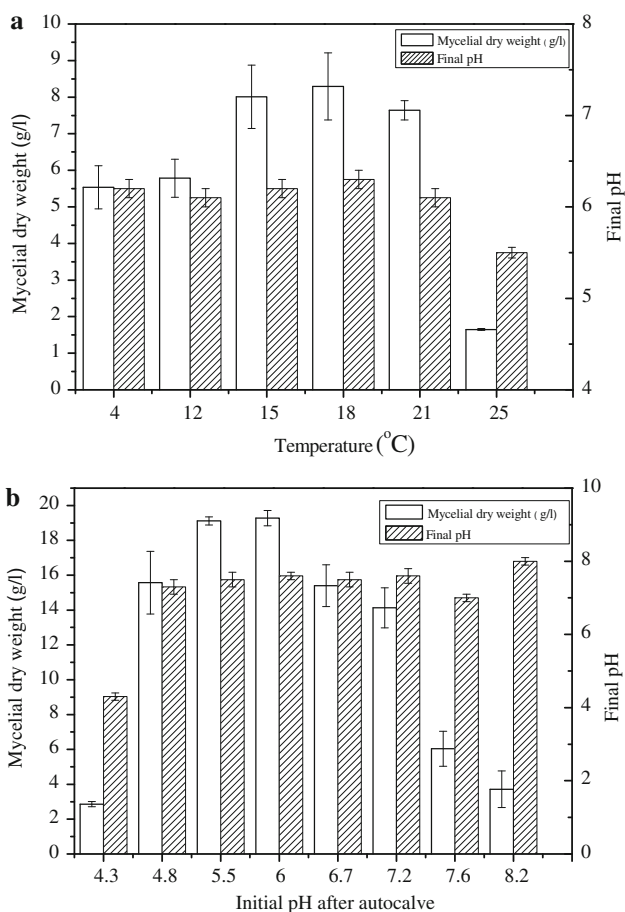 a
Mycelial dry weight (g/l)
Final pH
10
9
8
7
6
5
4
3
2
1
0
Mycelial dry weight (g/l)
8
7
6
5
4
Final pH
4 12 15 18 21 25
Temperature (°C)
b
Mycelial dry weight (g/l)
Final pH
20
18
16
14
12
10
8
6
4
2
0
Mycelial dry weight (g/l)
10
8
6
4
2
0
Final pH
4.3 4.8 5.5 6 6.7 7.2 7.6 8.2
Initial pH after autocalve